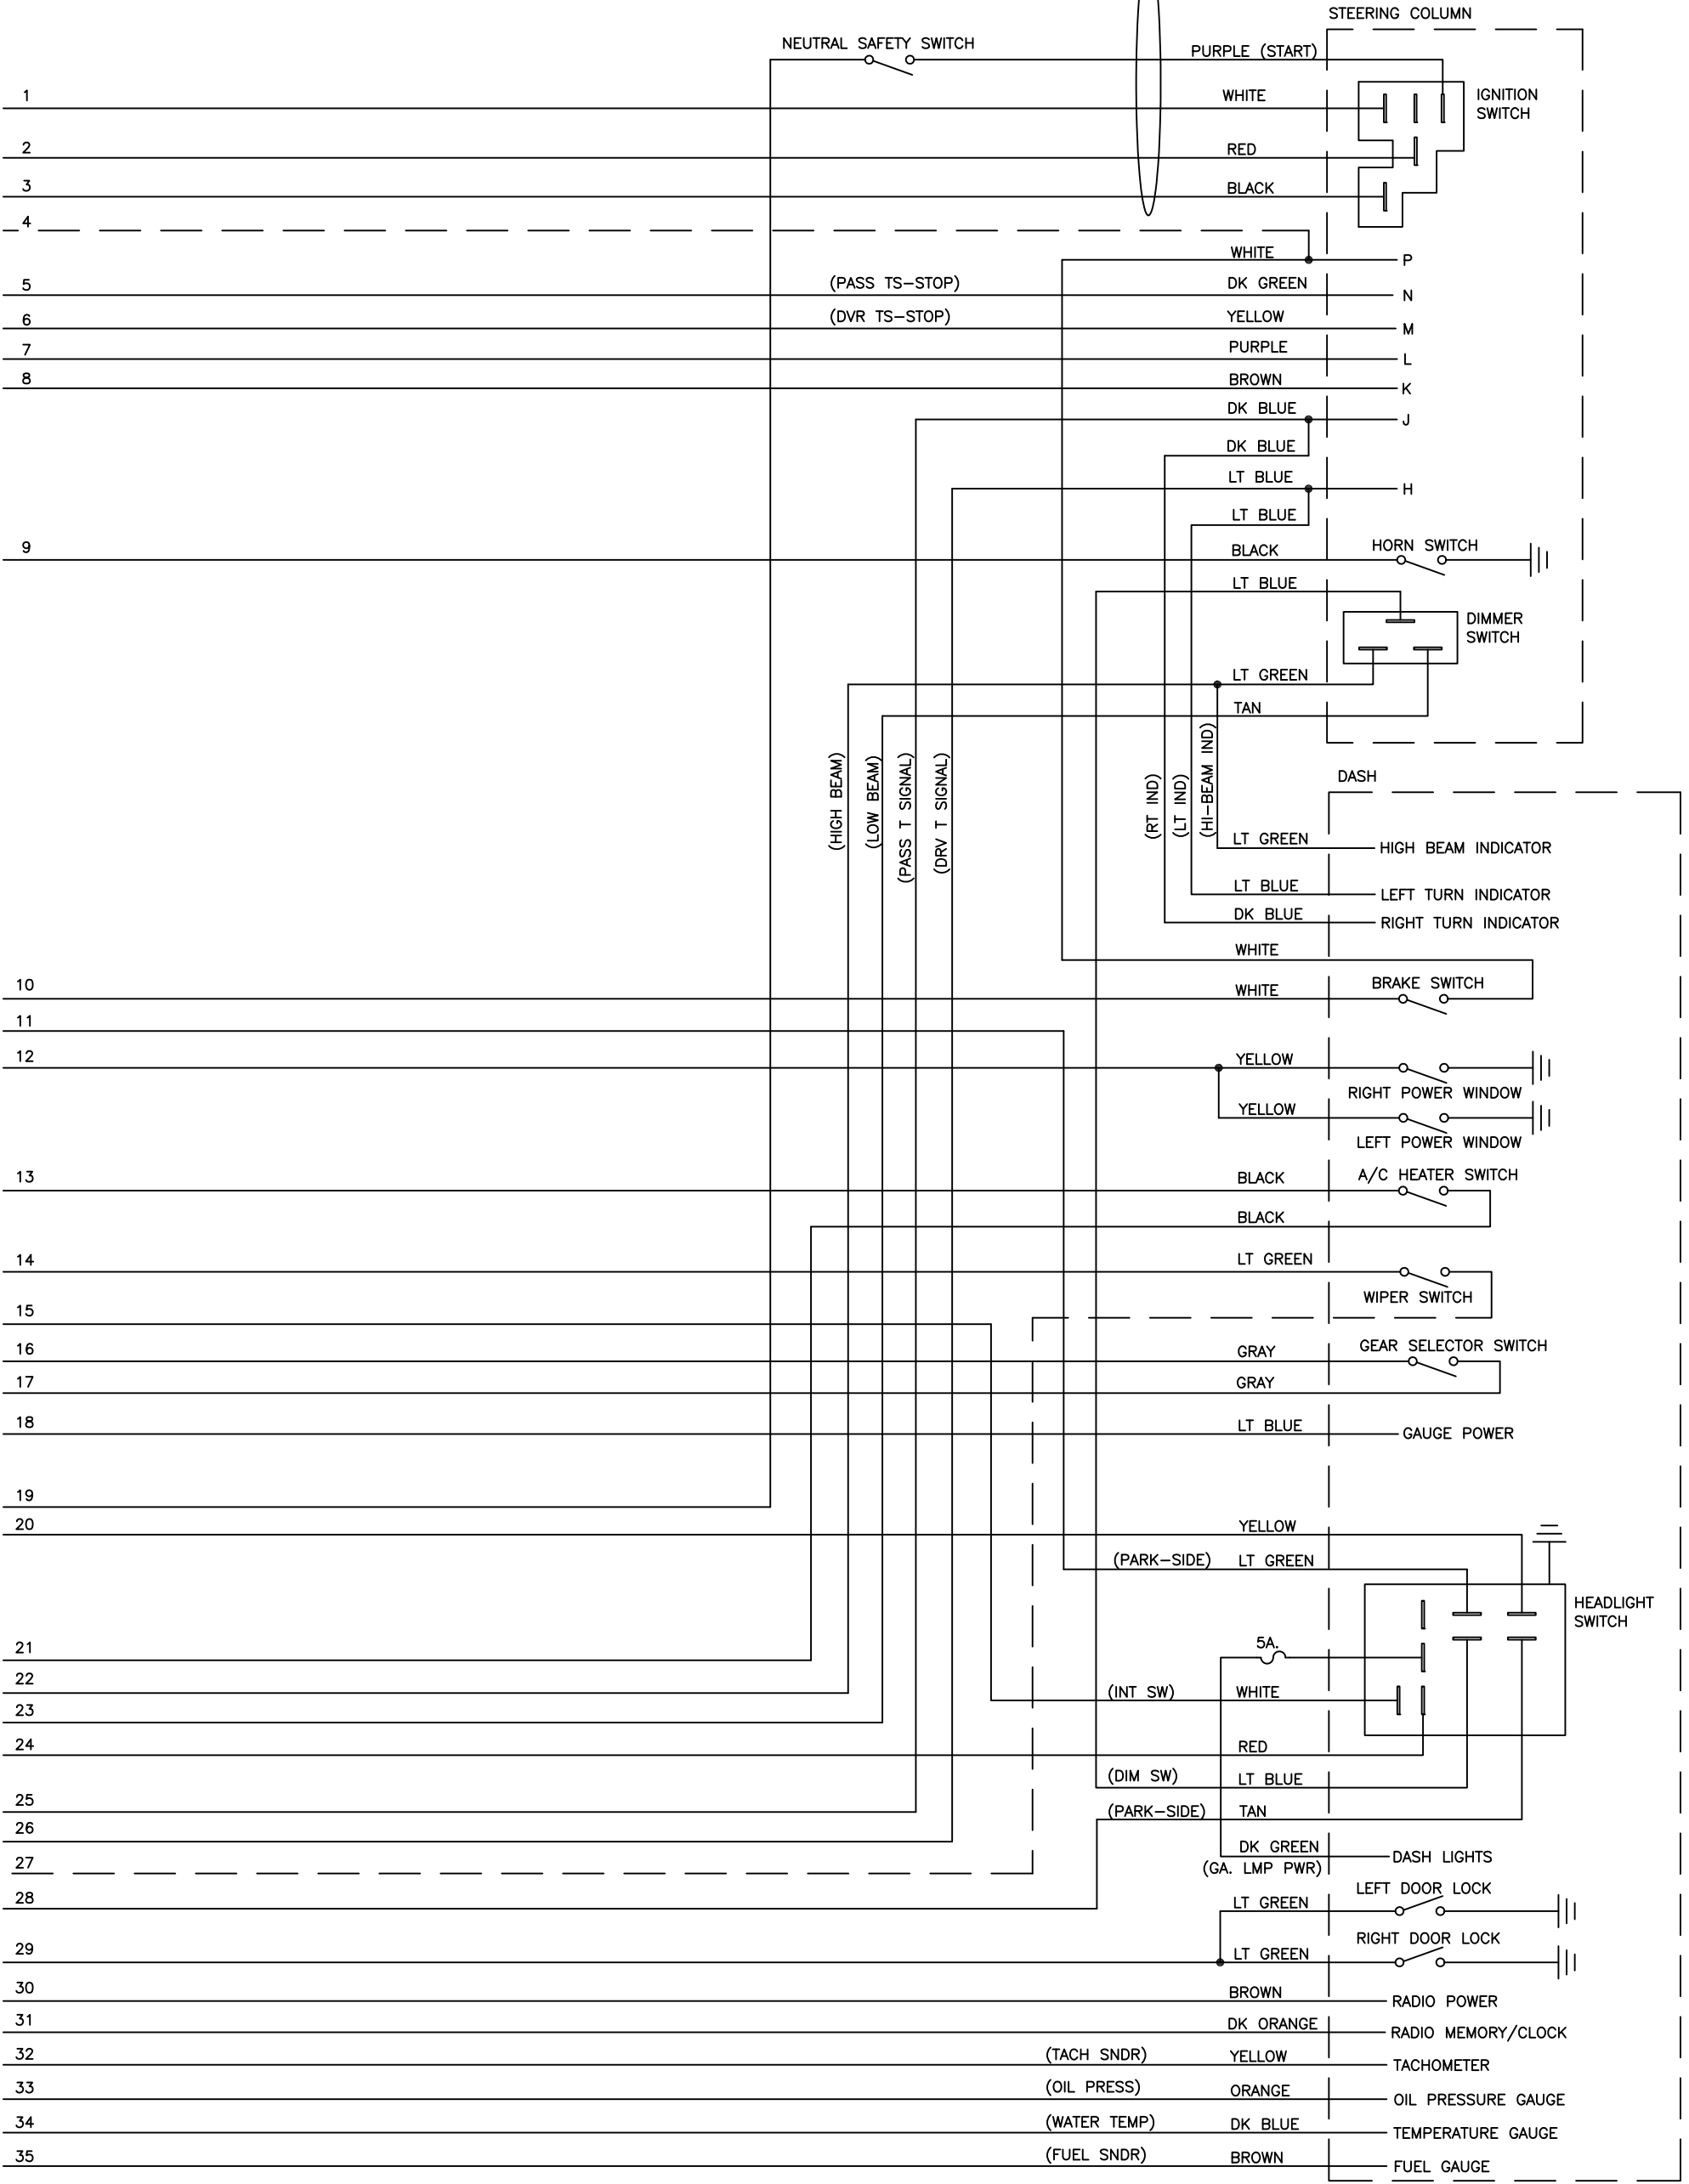 STEERING COLUMN
NEUTRAL SAFETY SWITCH
PURPLE (START)
1
WHITE
IGNITION
SWITCH
2
RED
3
BLACK
4
WHITE
P
5
(PASS TS-STOP)
DK GREEN
N
6
(DVR TS-STOP)
YELLOW
M
7
PURPLE
L
8
BROWN
K
DK BLUE
J
DK BLUE
LT BLUE
H
LT BLUE
9
BLACK
HORN SWITCH
LT BLUE
DIMMER
SWITCH
LT GREEN
TAN
(HIGH BEAM)
(LOW BEAM)
(PASS T SIGNAL)
(DRV T SIGNAL)
(RT IND)
(LT IND)
(HI-BEAM IND)
DASH
LT GREEN
HIGH BEAM INDICATOR
LT BLUE
LEFT TURN INDICATOR
DK BLUE
RIGHT TURN INDICATOR
WHITE
10
WHITE
BRAKE SWITCH
11
12
YELLOW
RIGHT POWER WINDOW
YELLOW
LEFT POWER WINDOW
13
BLACK
A/C HEATER SWITCH
BLACK
14
LT GREEN
WIPER SWITCH
15
16
GRAY
GEAR SELECTOR SWITCH
17
GRAY
18
LT BLUE
GAUGE POWER
19
20
YELLOW
(PARK-SIDE)
LT GREEN
HEADLIGHT
SWITCH
21
5A.
22
(INT SW)
WHITE
23
24
RED
(DIM SW)
LT BLUE
25
(PARK-SIDE)
TAN
26
DK GREEN
(GA. LMP PWR)
DASH LIGHTS
27
28
LT GREEN
LEFT DOOR LOCK
29
LT GREEN
RIGHT DOOR LOCK
30
BROWN
RADIO POWER
31
DK ORANGE
RADIO MEMORY/CLOCK
32
(TACH SNDR)
YELLOW
TACHOMETER
33
(OIL PRESS)
ORANGE
OIL PRESSURE GAUGE
34
(WATER TEMP)
DK BLUE
TEMPERATURE GAUGE
35
(FUEL SNDR)
BROWN
FUEL GAUGE